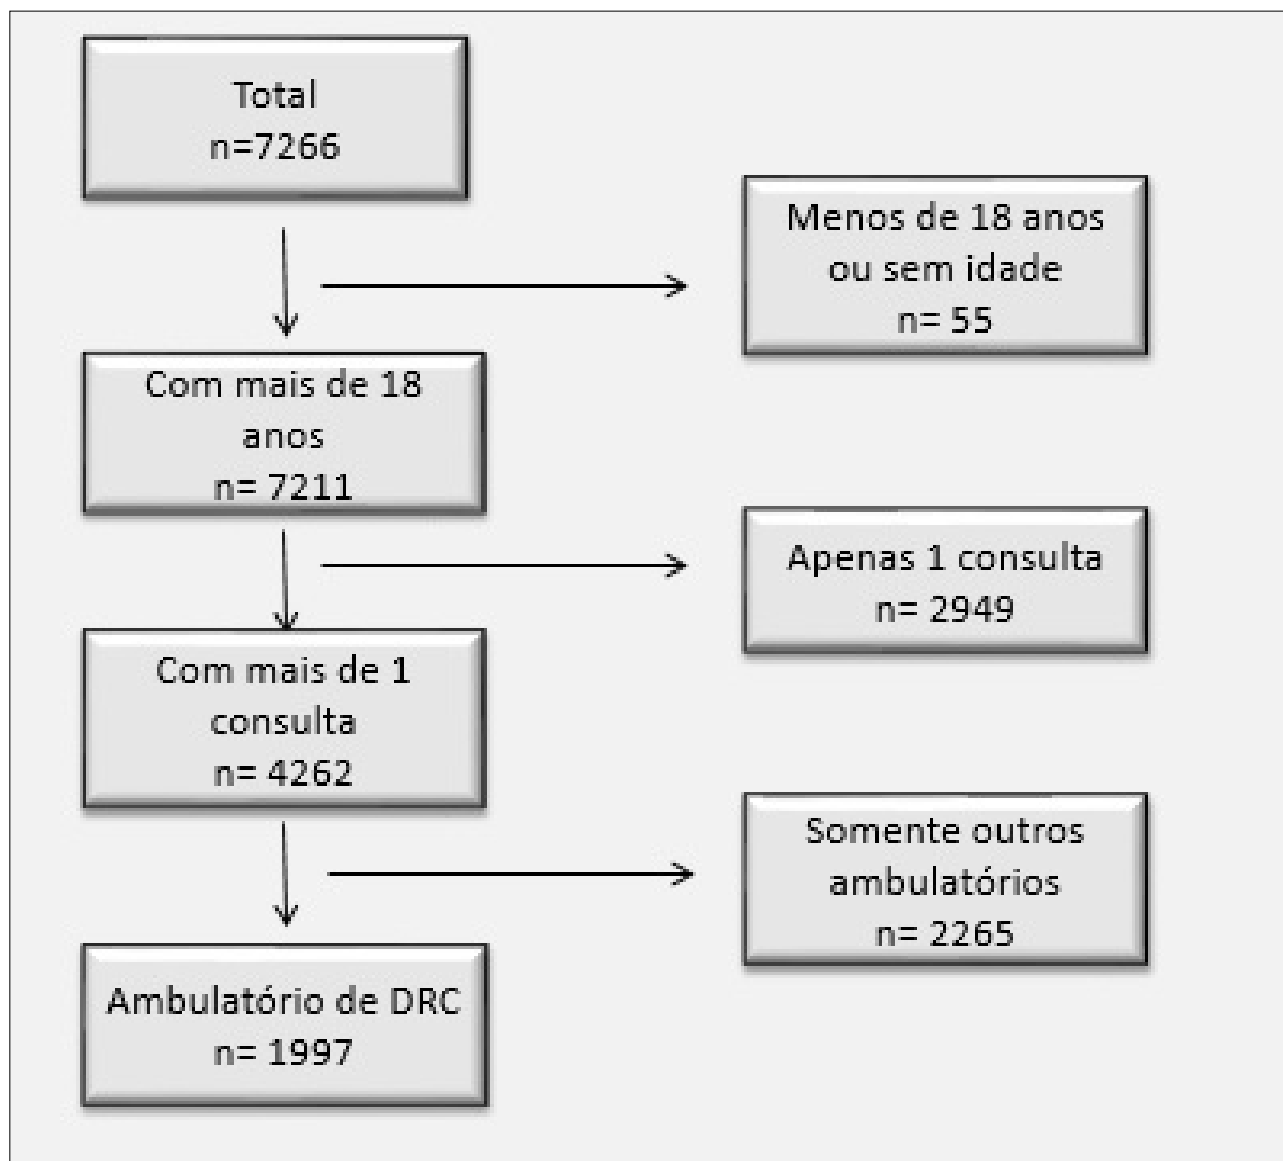 Total
n=7266
Menos de 18 anos
ou sem idade
n= 55
Com mais de 18
anos
n= 7211
Apenas 1 consulta
n= 2949
Com mais de 1
consulta
n= 4262
Somente outros
ambulatórios
n= 2265
Ambulatório de DRC
n= 1997